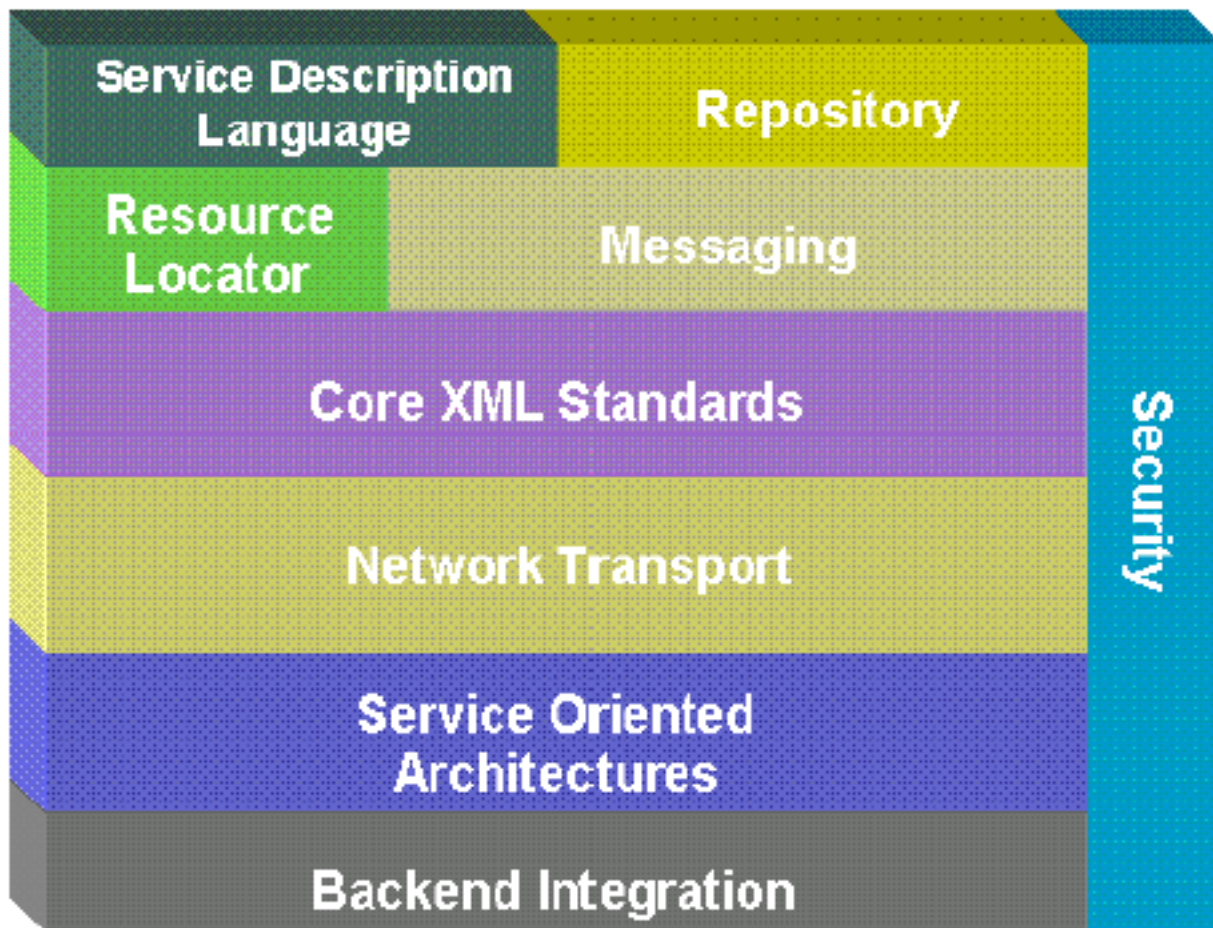 Service Description
Language
Repository
Resource
Locator
Messaging
Core XML Standards
Network Transport
Service Oriented
Architectures
Backend Integration
Security